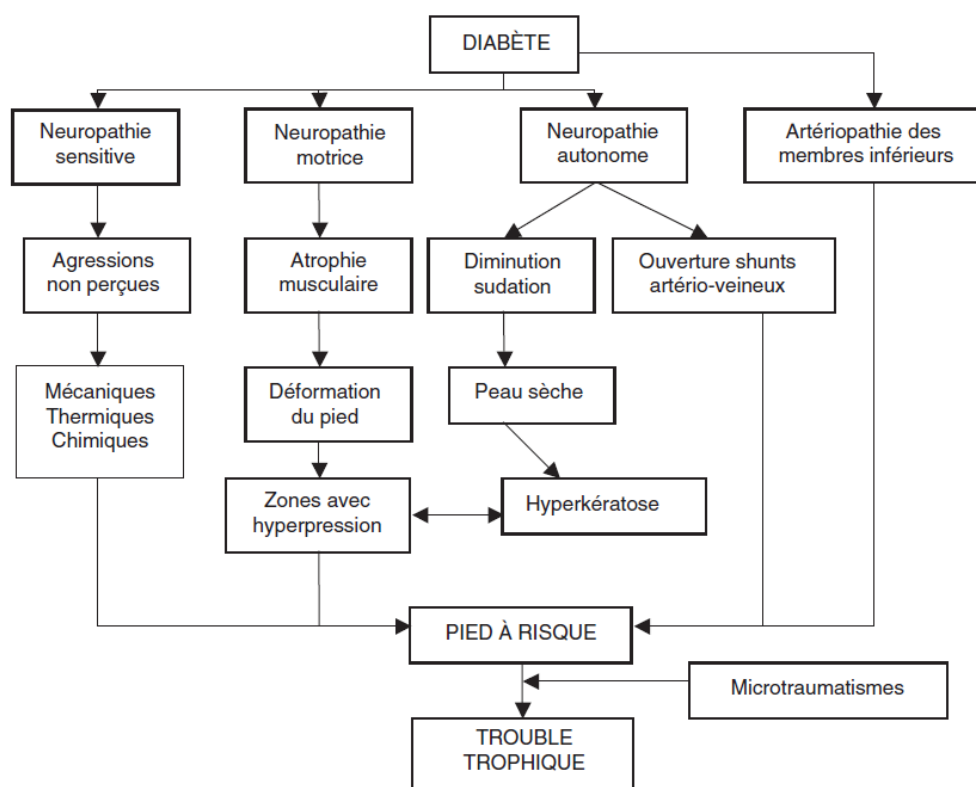 DIABÈTE
Neuropathie
sensitive
Neuropathie
motrice
Neuropathie
autonome
Artériopathie des
membres inférieurs
Agressions
non perçues
Atrophie
musculaire
Diminution
sudation
Ouverture shunts
artério-veineux
Mécaniques
Thermiques
Chimiques
Déformation
du pied
Peau sèche
Zones avec
hyperpression
Hyperkératose
PIED À RISQUE
Microtraumatismes
TROUBLE
TROPHIQUE